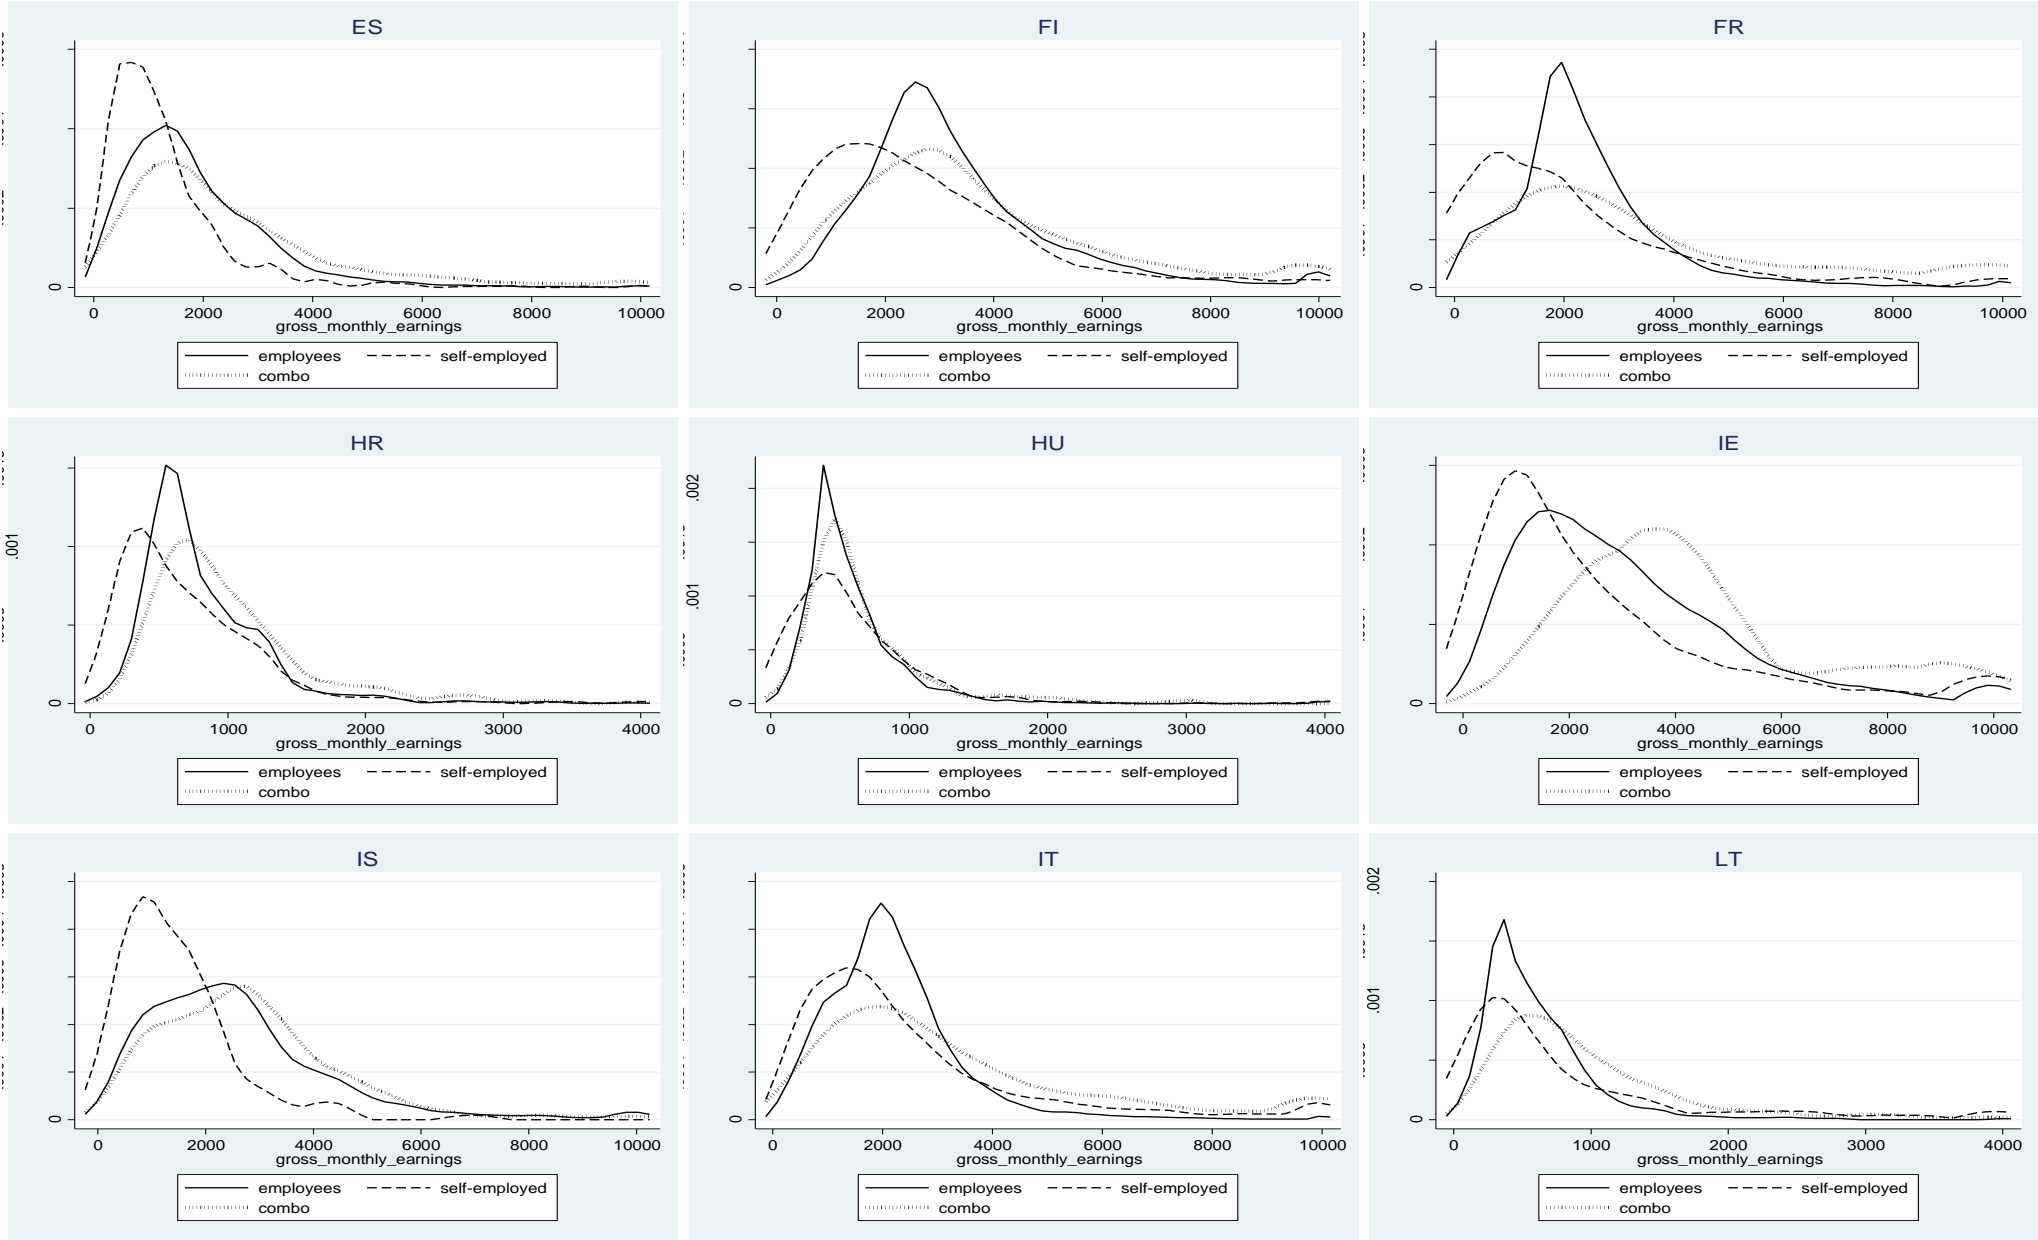 ES
0
0 2000 4000 6000 8000 10000
gross_monthly_earnings
employees self-employed
combo
FI
0
0 2000 4000 6000 8000 10000
gross_monthly_earnings
employees self-employed
combo
FR
0
0 2000 4000 6000 8000 10000
gross_monthly_earnings
employees self-employed
combo
HR
.001
0
0 1000 2000 3000 4000
gross_monthly_earnings
employees self-employed
combo
HU
.002
.001
0
0 1000 2000 3000 4000
gross_monthly_earnings
employees self-employed
combo
IE
0
0 2000 4000 6000 8000 10000
gross_monthly_earnings
employees self-employed
combo
IS
0
0 2000 4000 6000 8000 10000
gross_monthly_earnings
employees self-employed
combo
IT
0
0 2000 4000 6000 8000 10000
gross_monthly_earnings
employees self-employed
combo
LT
.002
.001
0
0 1000 2000 3000 4000
gross_monthly_earnings
employees self-employed
combo